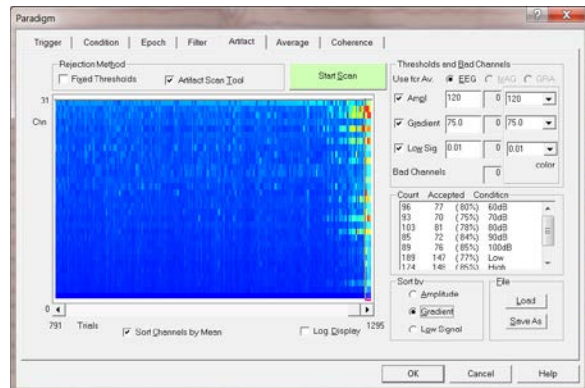 Paradigm
Trigger | Condition | Epoch | Filter | Artifact | Average | Coherence
Rejection Method
Fixed Thresholds
Artifact Scan Tool
Start Scan
31
Chn
0
791 Trials
1295
Sort Channels by Mean
Log Display
Thresholds and Bad Channels
Use for Av. EEG MAG GRA
Ampl 120 0 120
Gradient 75.0 0 75.0
Low Sig 0.01 0 0.01
Bad Channels 0 color
Count Accepted Condition
96 77 (80%) 60dB
93 70 (75%) 70dB
103 81 (78%) 80dB
85 72 (84%) 90dB
89 76 (85%) 100dB
189 147 (77%) Low
174 148 (85%) High
Sort by
Amplitude
Gradient
Low Signal
File
Load
Save As
OK Cancel Help